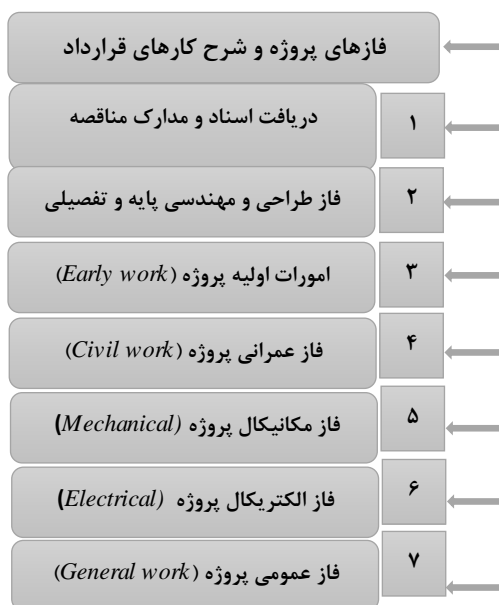 فازهای پروژه و شرح کارهای قرارداد
۱ دریافت اسناد و مدارک مناقصه
۲ فاز طراحی و مهندسی پایه و تفصیلی
۳ امورات اولیه پروژه (Early work)
۴ فاز عمرانی پروژه (Civil work)
۵ فاز مکانیکال پروژه (Mechanical)
۶ فاز الکتریکال پروژه (Electrical)
۷ فاز عمومی پروژه (General work)